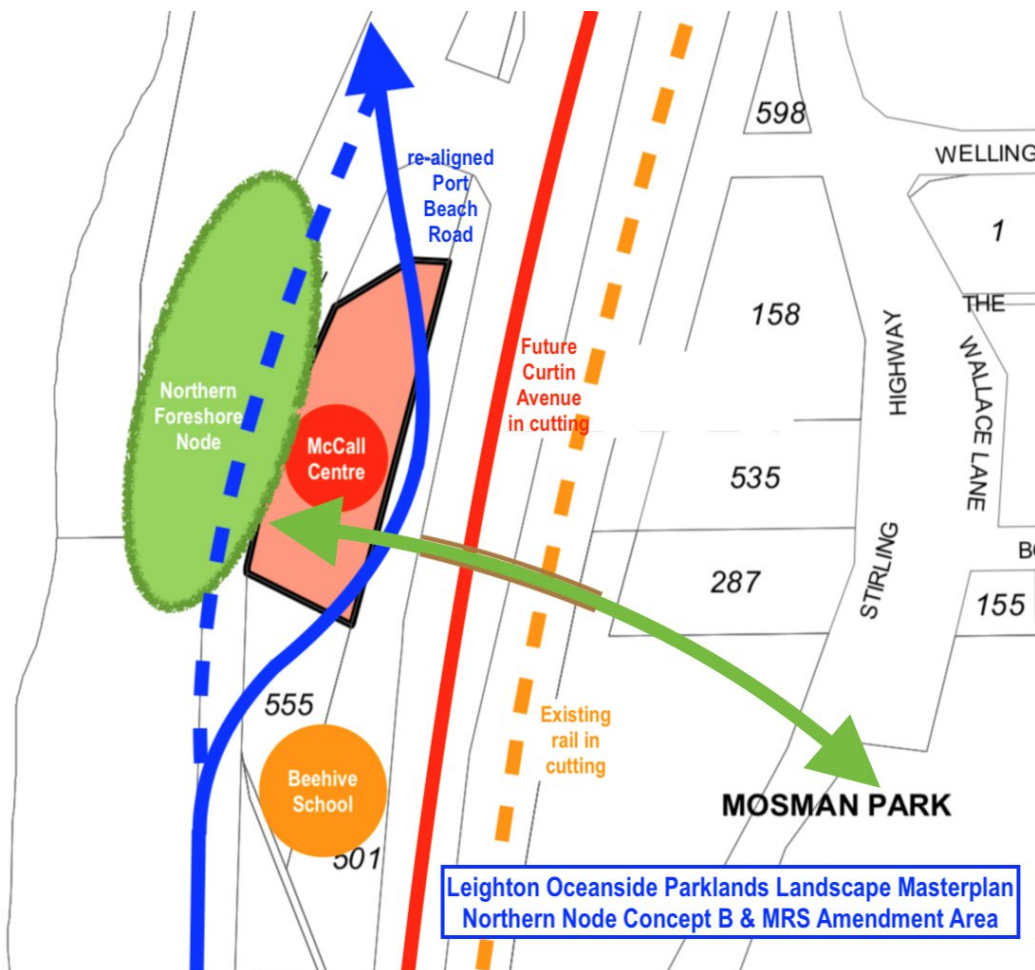 598
WELLING
re-aligned
Port
Beach
Road
1
THE
158
HIGHWAY
WALLACE LANE
Future
Curtin
Avenue
in cutting
Northern
Foreshore
Node
McCall
Centre
535
STIRLING
BO
287
155
555
Existing
rail in
cutting
Beehive
School
501
MOSMAN PARK
Leighton Oceanside Parklands Landscape Masterplan
Northern Node Concept B & MRS Amendment Area